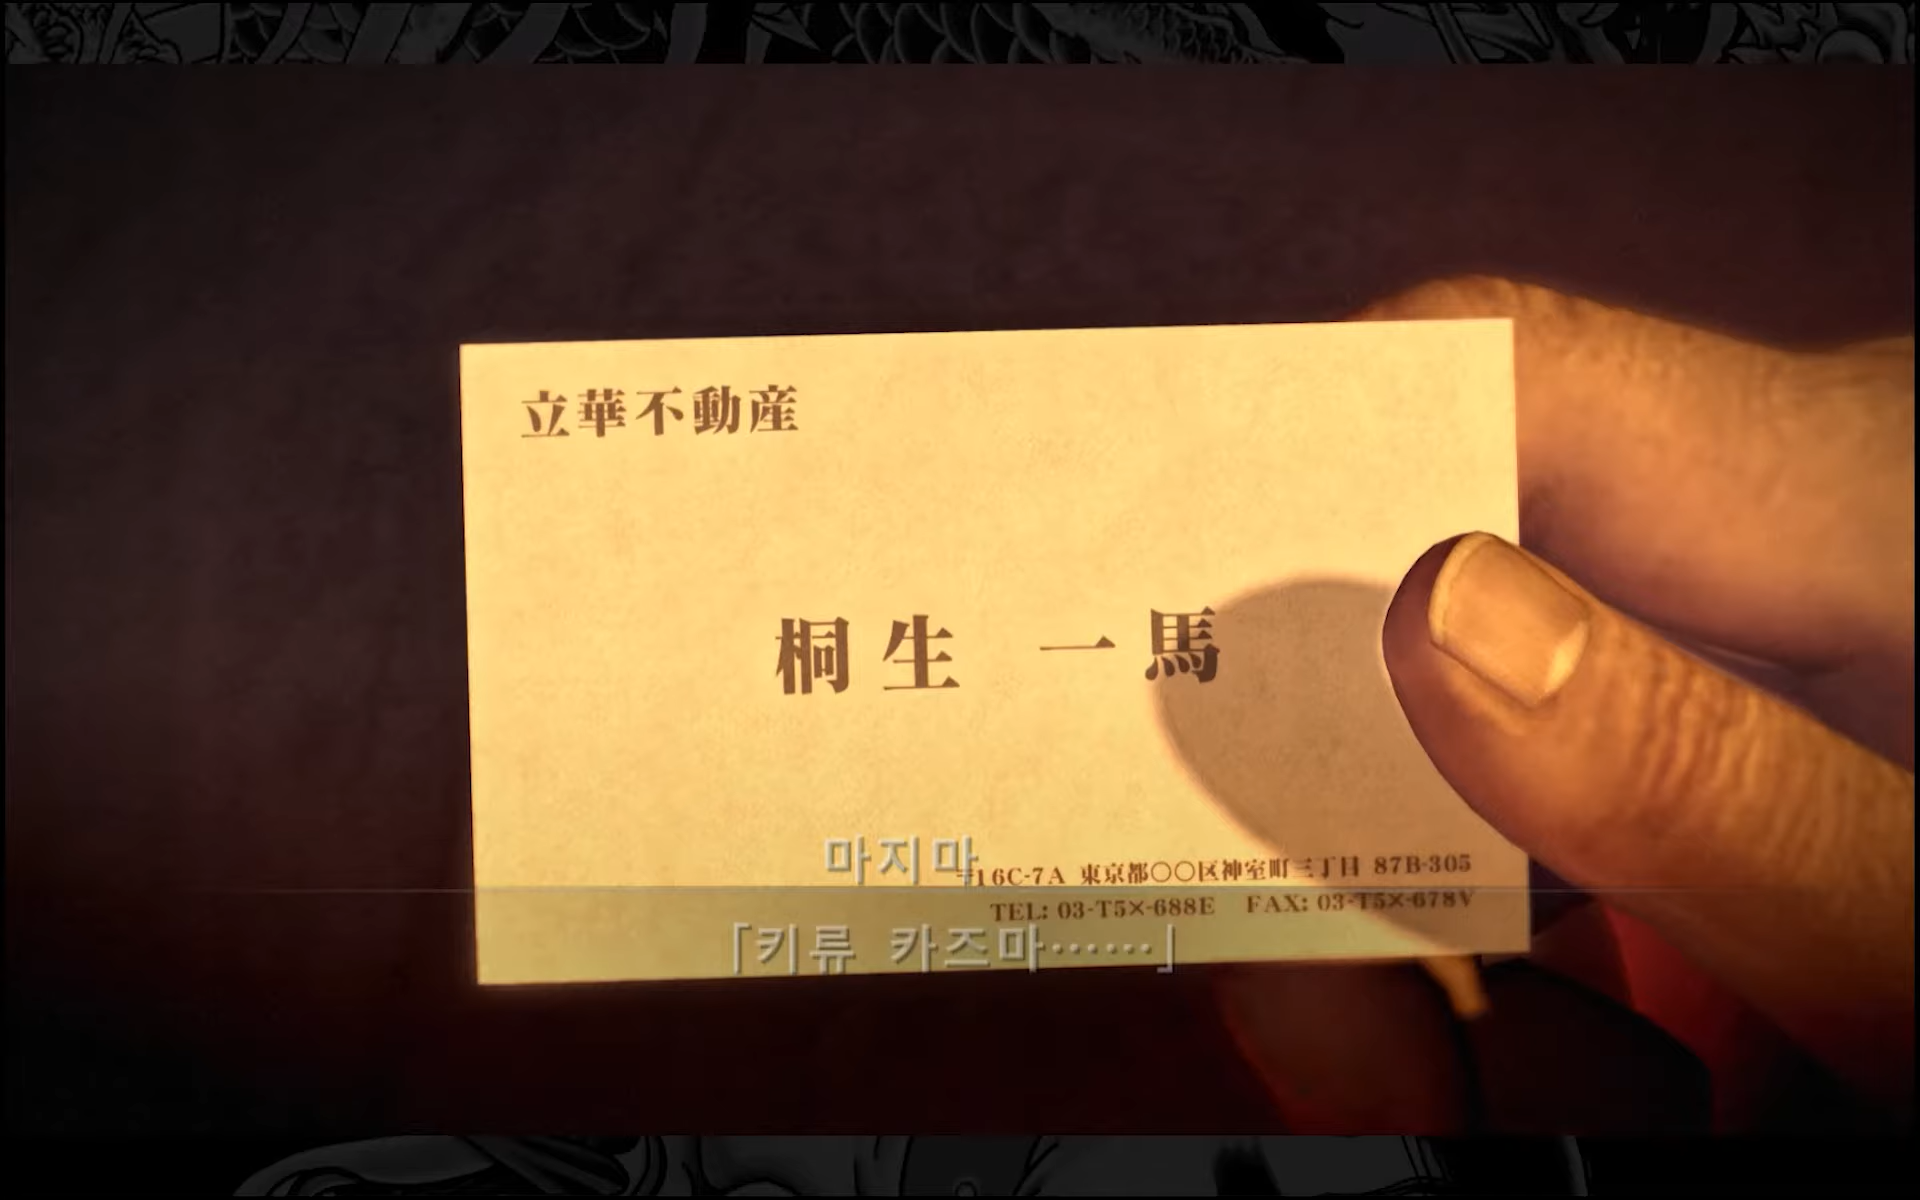 立華不動産
桐生 一馬
〒16C-7A 東京都〇〇区神室町三丁目 87B-305
TEL: 03-T5×-688E FAX: 03-T5×-678V
마지마
「키류 카즈마……」